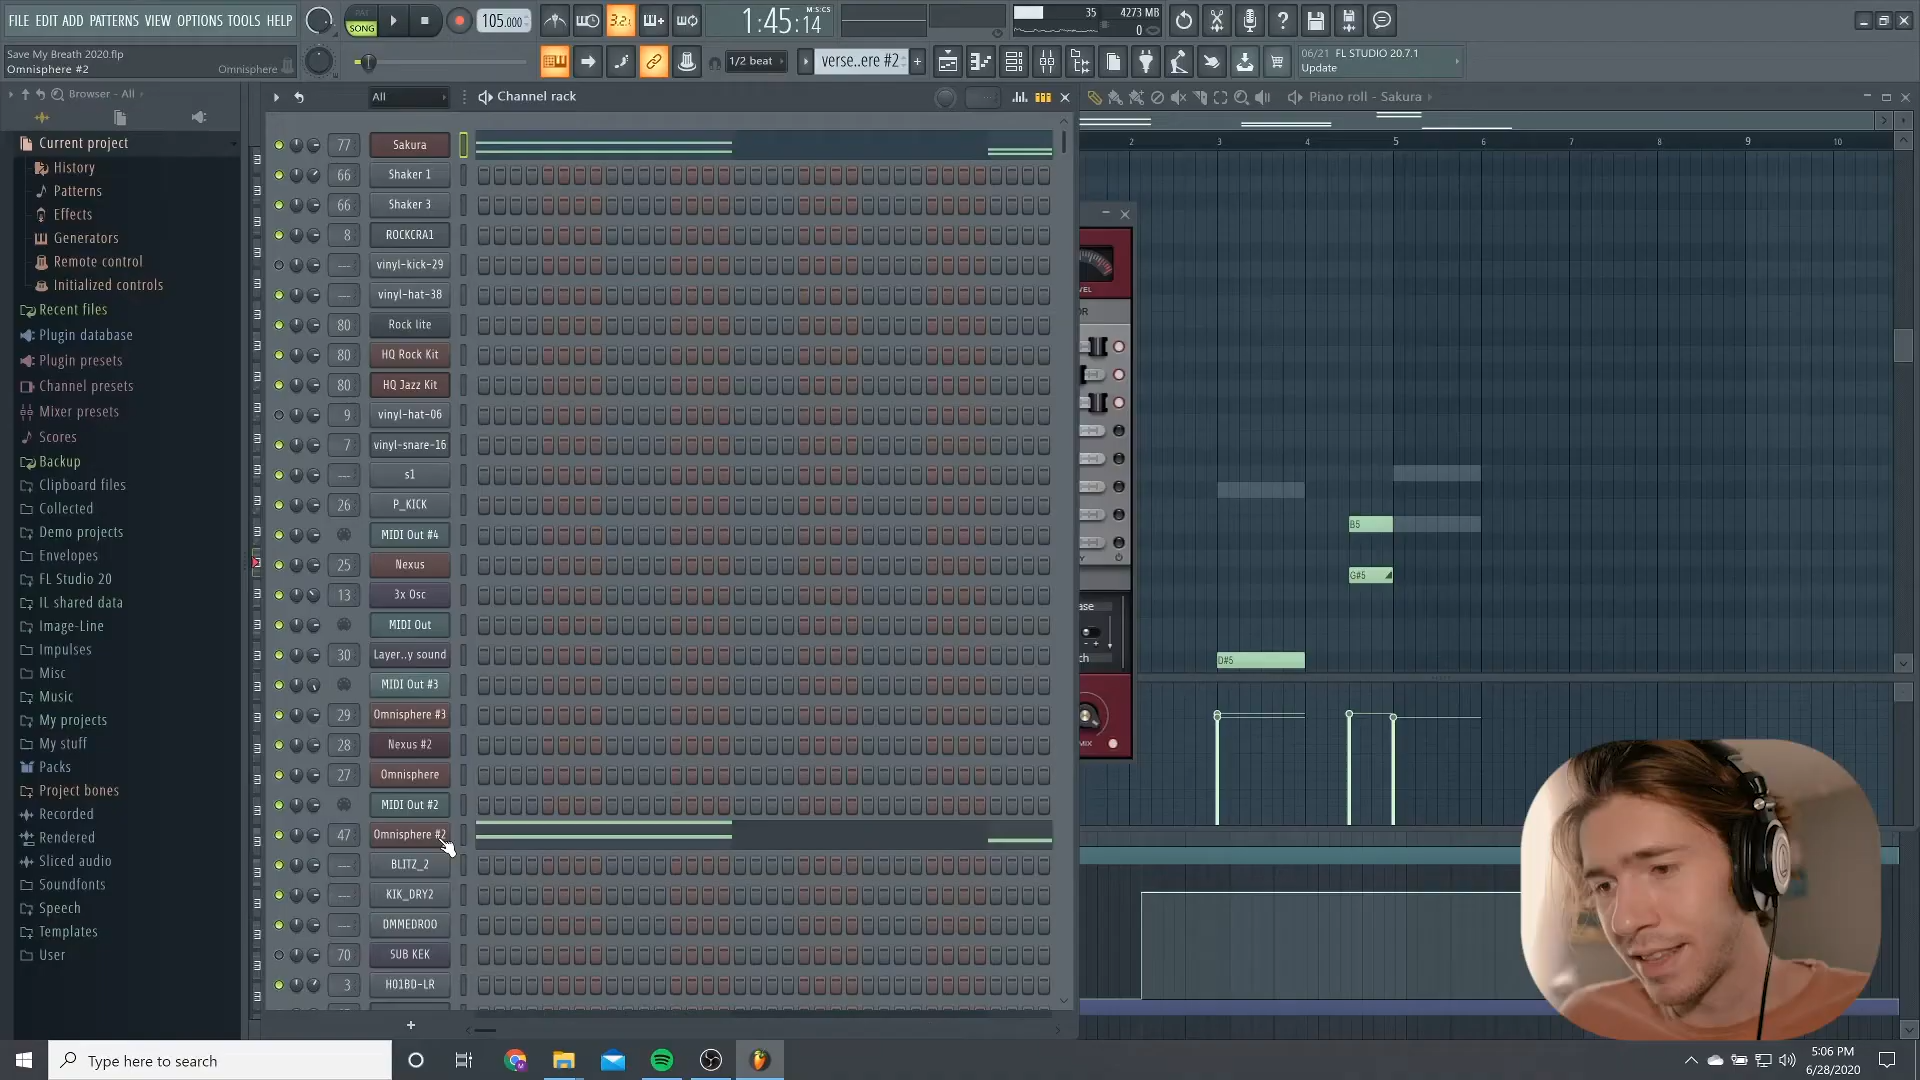 FILE EDIT ADD PATTERNS VIEW OPTIONS TOOLS HELP
PAT
SONG
105.000
3.2.
1:45:14
M:S:CS
35
4273 MB
0
Save My Breath 2020.flp
Omnisphere #2
Omnisphere
1/2 beat
verse..ere #2
06/21 FL STUDIO 20.7.1
Update
Browser - All
All
Channel rack
Piano roll - Sakura
Current project
History
Patterns
Effects
Generators
Remote control
Initialized controls
Recent files
Plugin database
Plugin presets
Channel presets
Mixer presets
Scores
Backup
Clipboard files
Collected
Demo projects
Envelopes
FL Studio 20
IL shared data
Image-Line
Impulses
Misc
Music
My projects
My stuff
Packs
Project bones
Recorded
Rendered
Sliced audio
Soundfonts
Speech
Templates
User
77 Sakura
66 Shaker 1
66 Shaker 3
8 ROCKCRA1
--- vinyl-kick-29
--- vinyl-hat-38
80 Rock lite
80 HQ Rock Kit
80 HQ Jazz Kit
9 vinyl-hat-06
7 vinyl-snare-16
--- s1
26 P_KICK
MIDI Out #4
25 Nexus
13 3x Osc
MIDI Out
30 Layer..y sound
MIDI Out #3
29 Omnisphere #3
28 Nexus #2
27 Omnisphere
MIDI Out #2
47 Omnisphere #2
--- BLITZ_2
--- KIK_DRY2
--- DMMEDROO
70 SUB KEK
3 H01BD-LR
+
2 3 4 5 6 7 8 9 10
VEL
OR
Y
ase
ch
MIX
B5
G#5
D#5
Type here to search
5:06 PM
6/28/2020